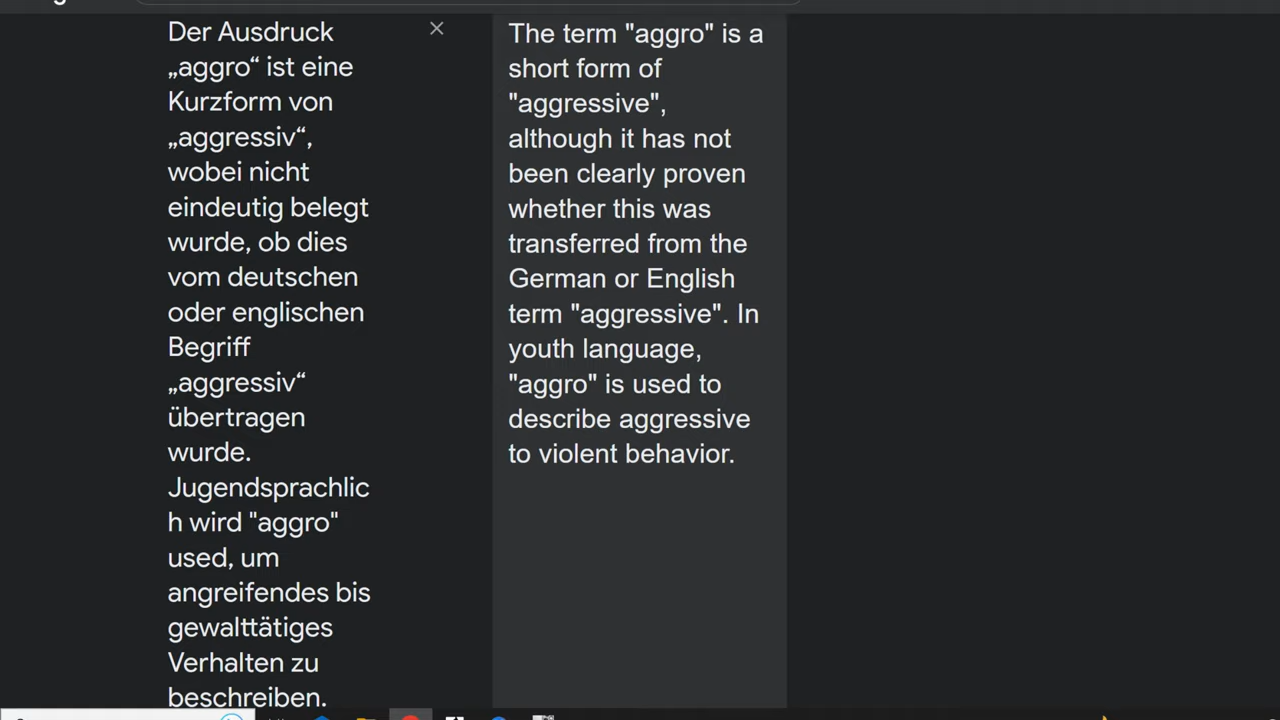 Der Ausdruck
„aggro“ ist eine
Kurzform von
„aggressiv“,
wobei nicht
eindeutig belegt
wurde, ob dies
vom deutschen
oder englischen
Begriff
„aggressiv“
übertragen
wurde.
Jugendsprachlic
h wird "aggro"
used, um
angreifendes bis
gewalttätiges
Verhalten zu
beschreiben.
The term "aggro" is a
short form of
"aggressive",
although it has not
been clearly proven
whether this was
transferred from the
German or English
term "aggressive". In
youth language,
"aggro" is used to
describe aggressive
to violent behavior.